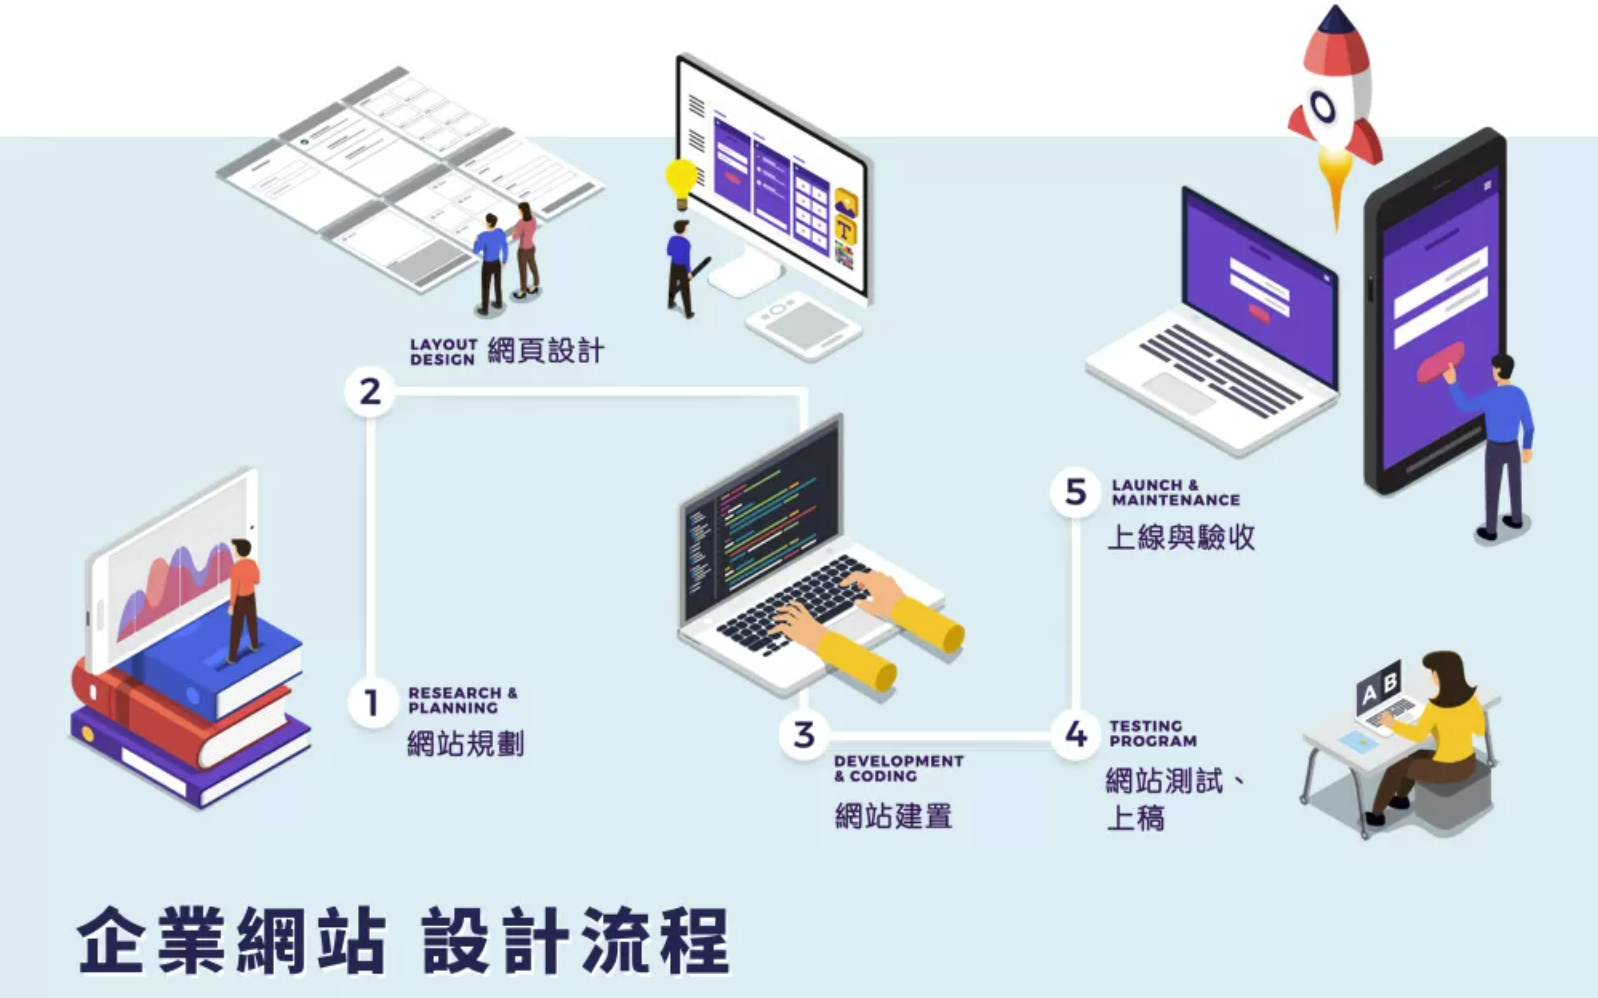 LAYOUT
DESIGN
網頁設計
2
5
LAUNCH &
MAINTENANCE
上線與驗收
1
RESEARCH &
PLANNING
網站規劃
3
DEVELOPMENT
& CODING
網站建置
4
TESTING
PROGRAM
網站測試、
上稿
A B
T
企業網站 設計流程